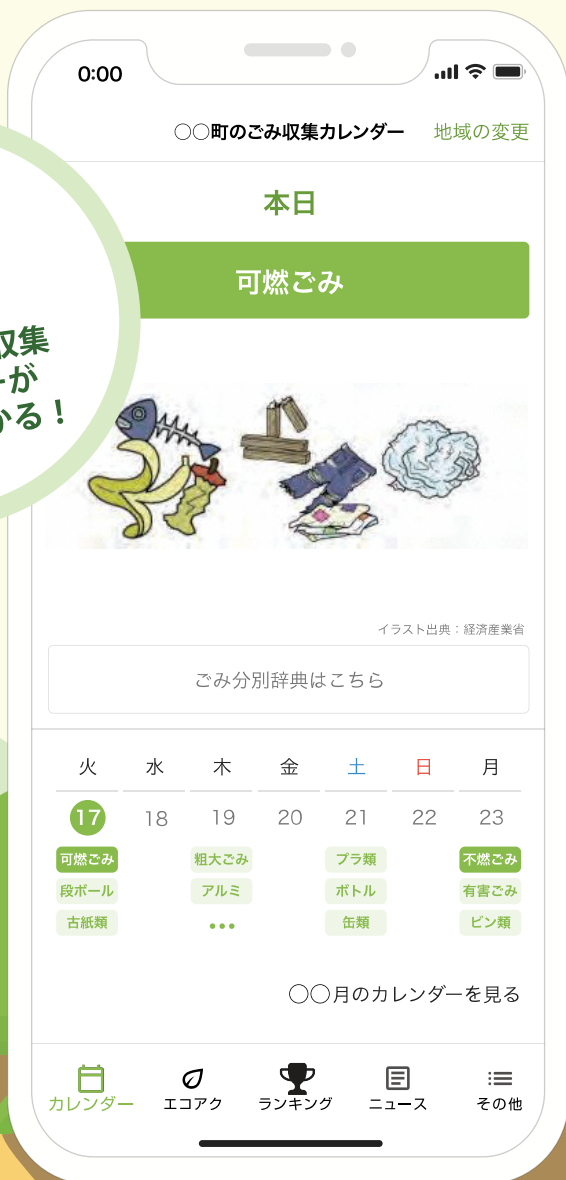 0:00
○○町のごみ収集カレンダー 地域の変更
本日
可燃ごみ
収集
ーが
かる！
イラスト出典：経済産業省
ごみ分別辞典はこちら
火 水 木 金 土 日 月
17 18 19 20 21 22 23
可燃ごみ 粗大ごみ プラ類 不燃ごみ
段ボール アルミ ボトル 有害ごみ
古紙類 ••• 缶類 ビン類
○○月のカレンダーを見る
カレンダー エコアク ランキング ニュース その他